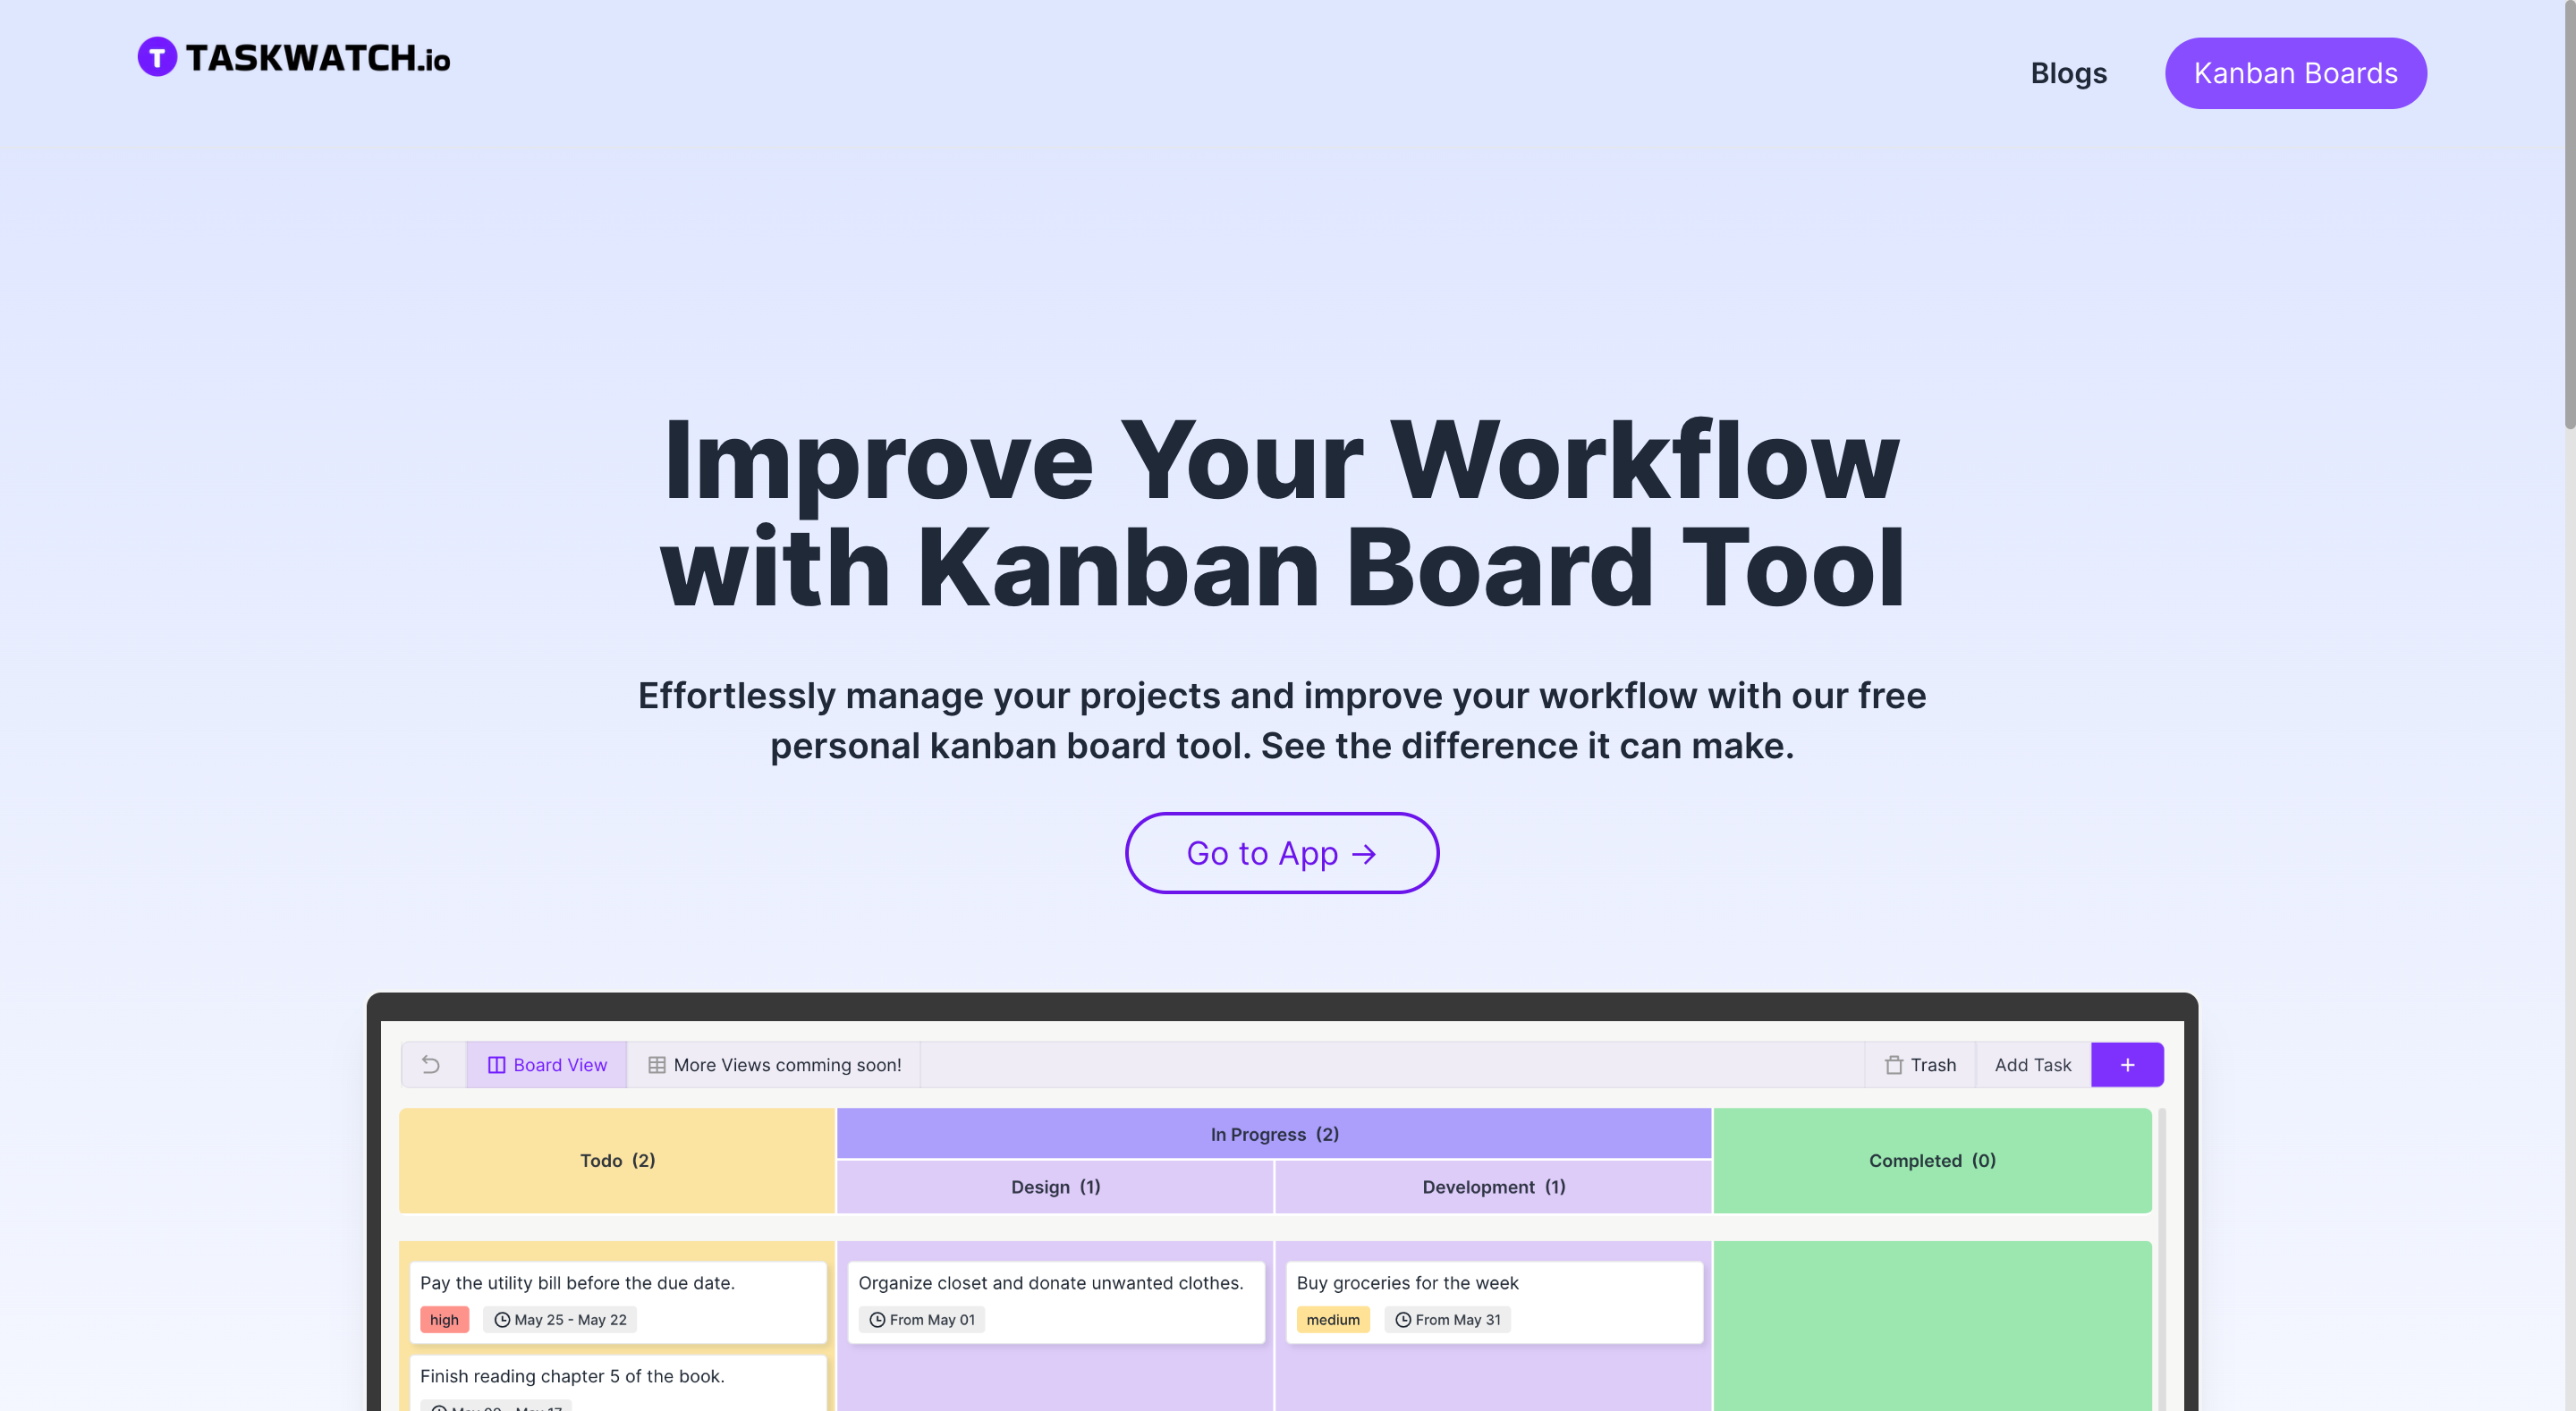 T TASKWATCH.io
Blogs
Kanban Boards
Improve Your Workflow
with Kanban Board Tool
Effortlessly manage your projects and improve your workflow with our free
personal kanban board tool. See the difference it can make.
Go to App →
Board View
More Views comming soon!
Trash
Add Task
+
Todo (2)
In Progress (2)
Design (1)
Development (1)
Completed (0)
Pay the utility bill before the due date.
high
May 25 - May 22
Organize closet and donate unwanted clothes.
From May 01
Buy groceries for the week
medium
From May 31
Finish reading chapter 5 of the book.